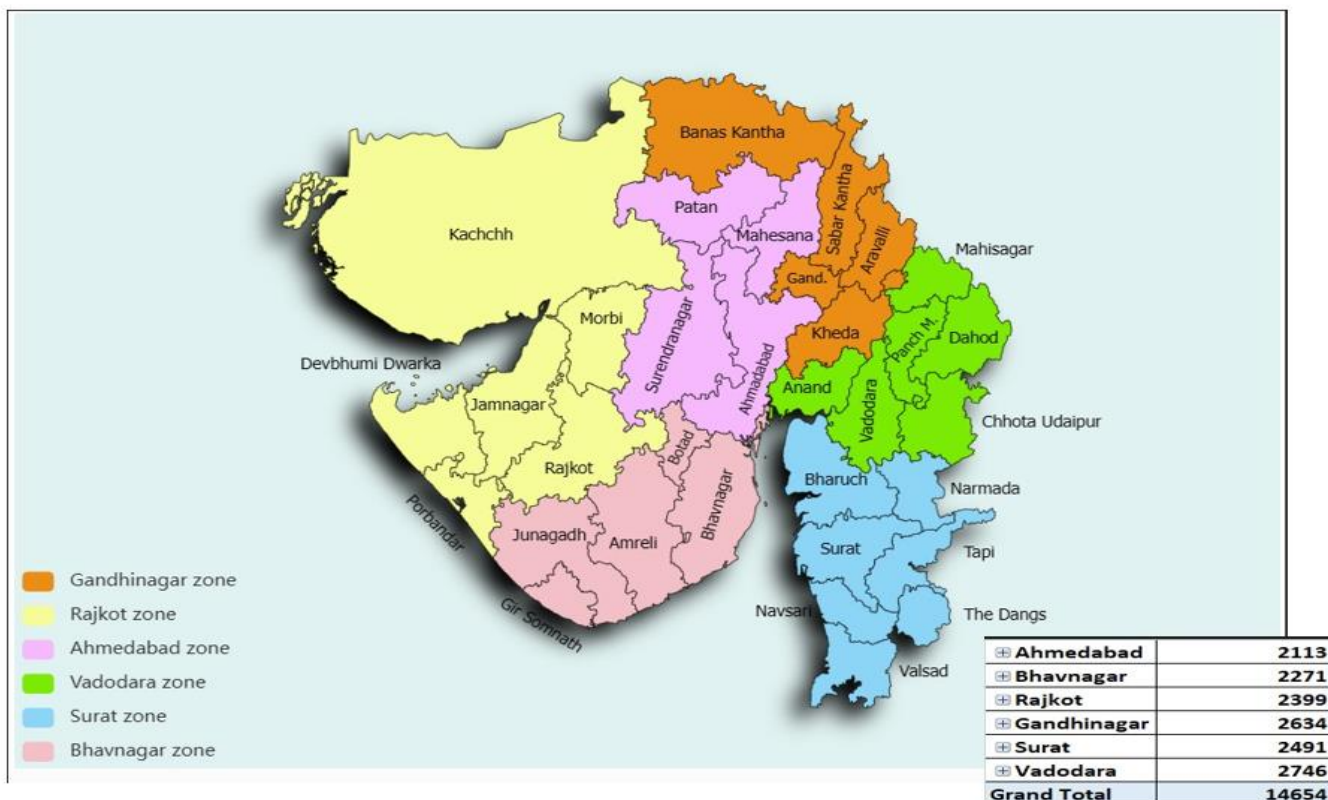 Banas Kantha
Patan
Sabar Kantha
Mahesana
Kachchh
Aravalli
Mahisagar
Gand.
Morbi
Surendranagar
Kheda
Panch M.
Dahod
Devbhumi Dwarka
Ahmadabad
Jamnagar
Anand
Vadodara
Chhota Udaipur
Botad
Rajkot
Bharuch
Narmada
Porbandar
Bhavnagar
Junagadh
Amreli
Surat
Tapi
Gir Somnath
Navsari
The Dangs
Valsad
Gandhinagar zone
Rajkot zone
Ahmedabad zone
Vadodara zone
Surat zone
Bhavnagar zone
Ahmedabad 2113
Bhavnagar 2271
Rajkot 2399
Gandhinagar 2634
Surat 2491
Vadodara 2746
Grand Total 14654